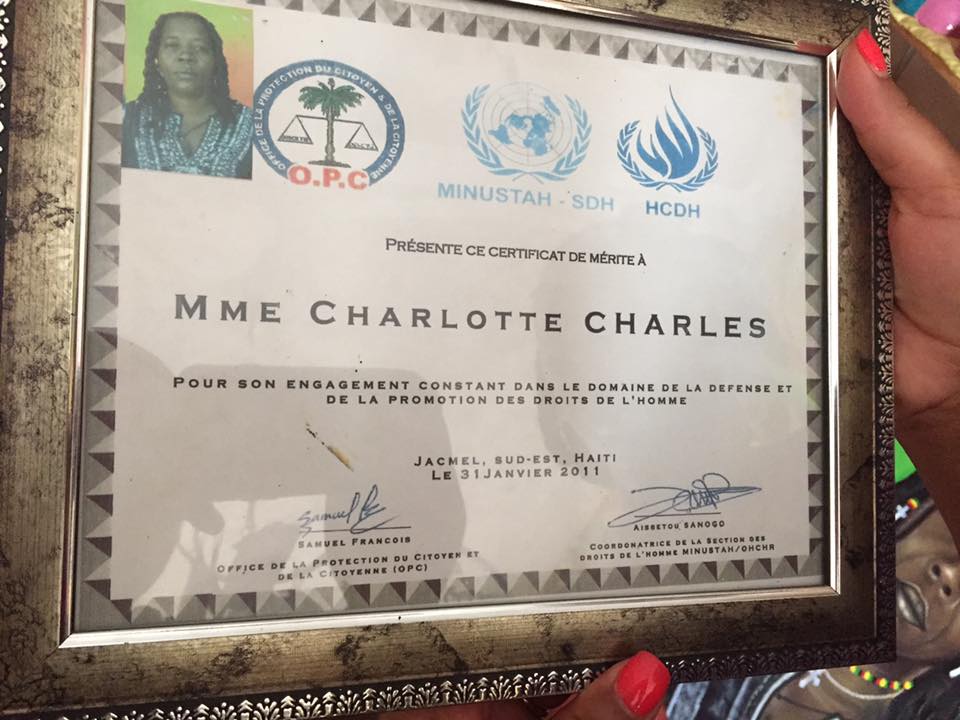 OFFICE DE LA PROTECTION DU CITOYEN & DE LA CITOYENNE
O.P.C
MINUSTAH - SDH
HCDH
PRÉSENTE CE CERTIFICAT DE MÉRITE À
MME CHARLOTTE CHARLES
POUR SON ENGAGEMENT CONSTANT DANS LE DOMAINE DE LA DEFENSE ET
DE LA PROMOTION DES DROITS DE L'HOMME
JACMEL, SUD-EST, HAITI
LE 31JANVIER 2011
Samuel
SAMUEL FRANCOIS
OFFICE DE LA PROTECTION DU CITOYEN ET
DE LA CITOYENNE (OPC)
AISSETOU SANOGO
COORDONATRICE DE LA SECTION DES
DROITS DE L'HOMME MINUSTAH/OHCHR